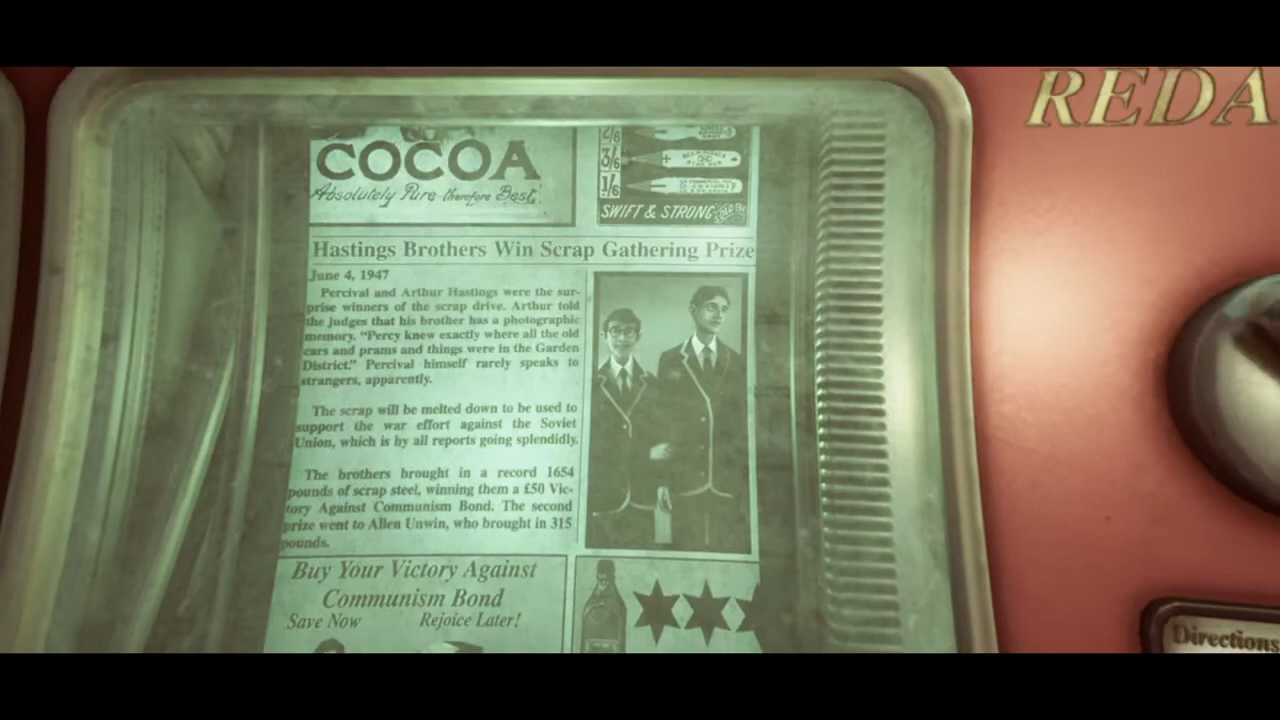 REDA
COCOA
Absolutely Pure therefore Best!
2/6
3/6
1/6
SWIFT & STRONG
Hastings Brothers Win Scrap Gathering Prize
June 4, 1947
Percival and Arthur Hastings were the sur-
prise winners of the scrap drive. Arthur told
the judges that his brother has a photographic
memory. “Percy knew exactly where all the old
cars and prams and things were in the Garden
District.” Percival himself rarely speaks to
strangers, apparently.
The scrap will be melted down to be used to
support the war effort against the Soviet
Union, which is by all reports going splendidly.
The brothers brought in a record 1654
pounds of scrap steel, winning them a £50 Vic-
tory Against Communism Bond. The second
prize went to Allen Unwin, who brought in 315
pounds.
Buy Your Victory Against
Communism Bond
Save Now Rejoice Later!
Directions